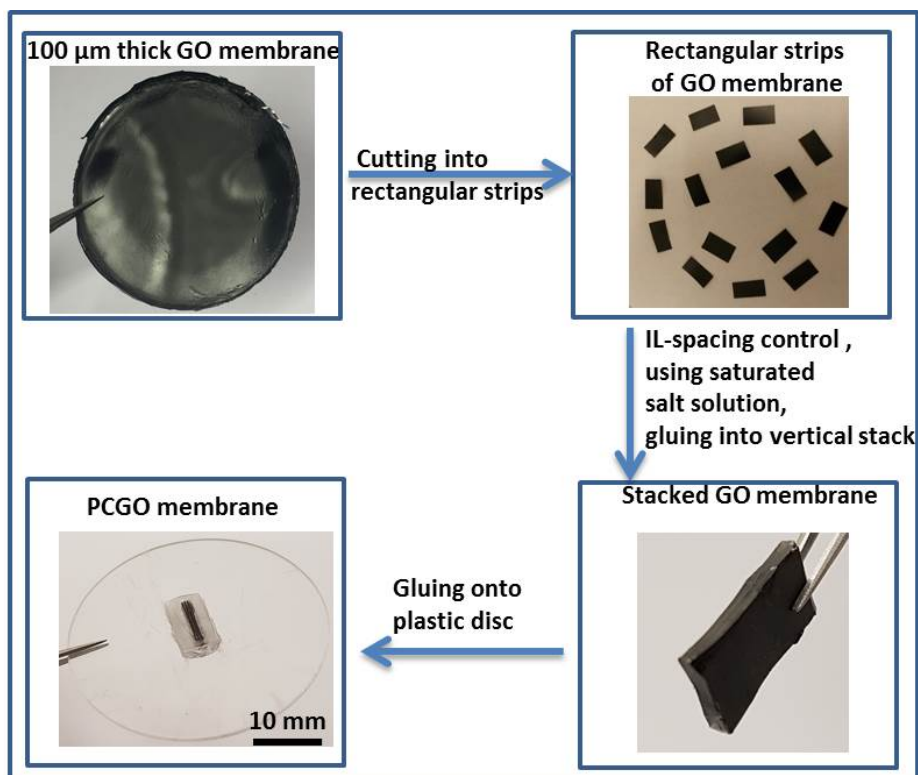 100 µm thick GO membrane
Cutting into
rectangular strips
Rectangular strips
of GO membrane
IL-spacing control ,
using saturated
salt solution,
gluing into vertical stack
Stacked GO membrane
Gluing onto
plastic disc
PCGO membrane
10 mm